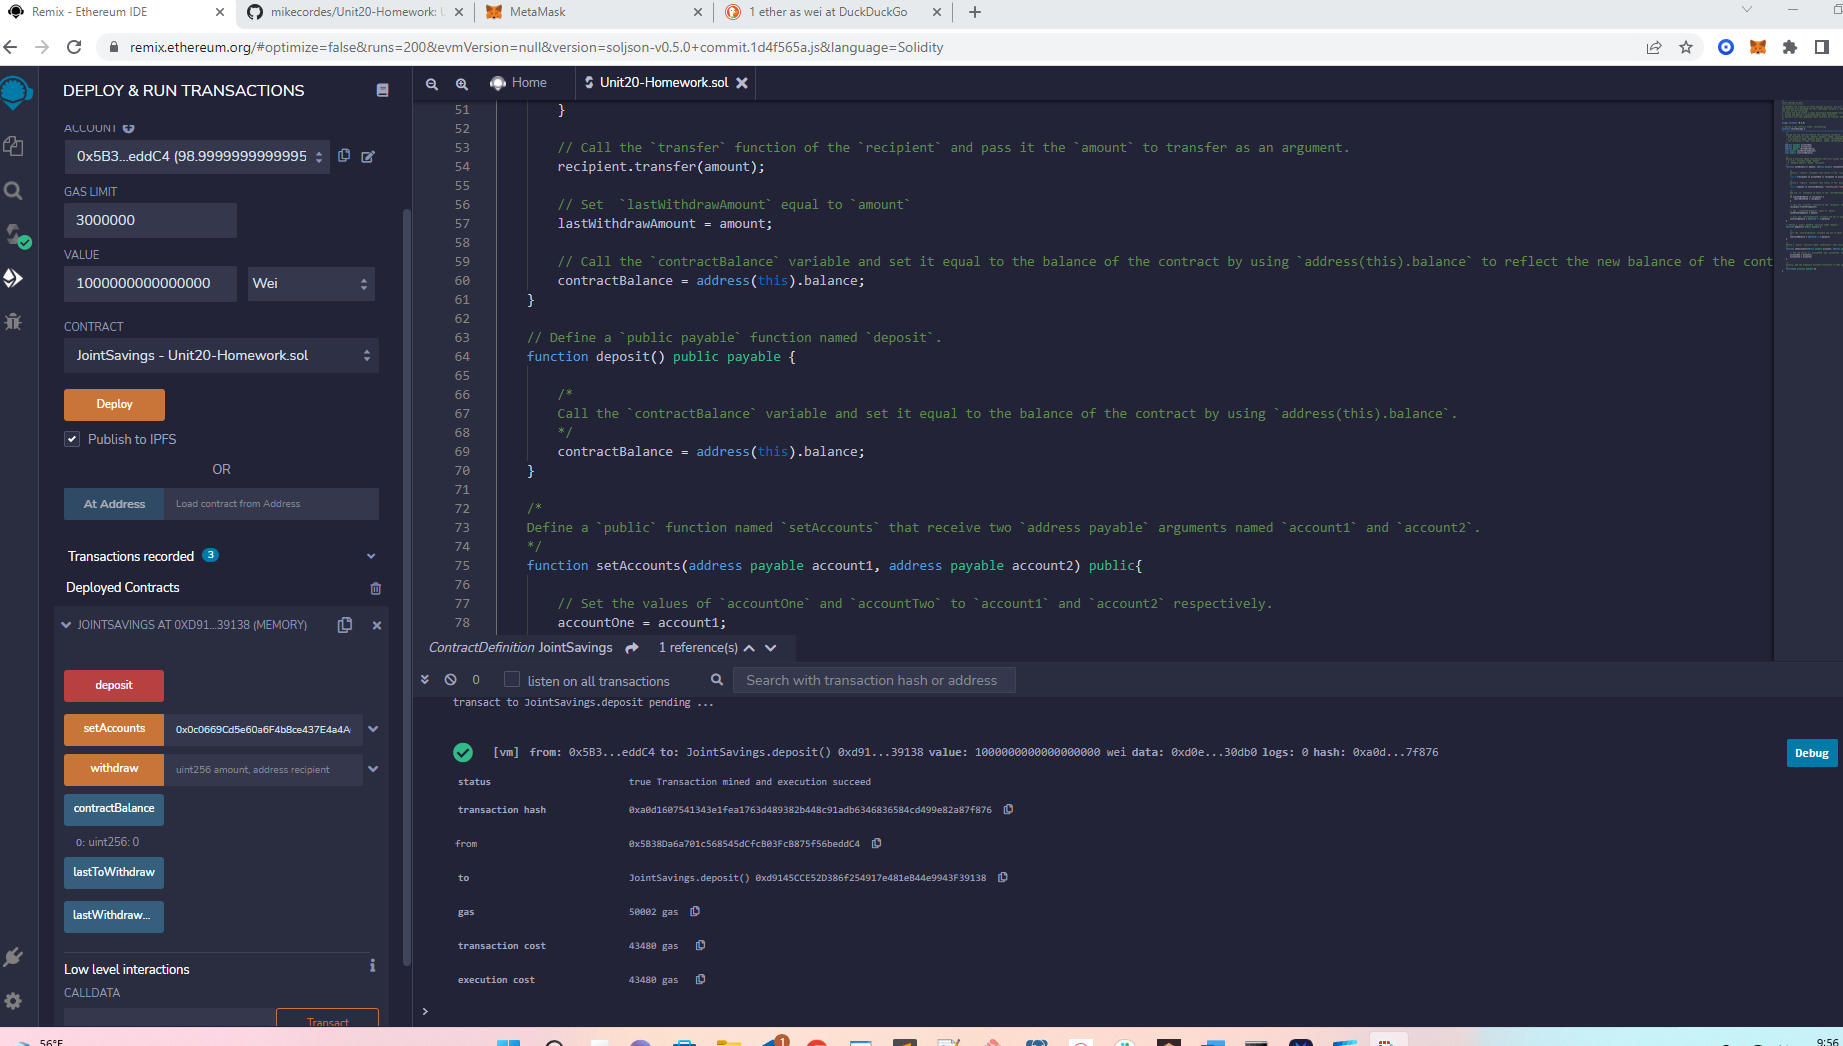 Remix - Ethereum IDE
mikecordes/Unit20-Homework:
MetaMask
1 ether as wei at DuckDuckGo
remix.ethereum.org/#optimize=false&runs=200&evmVersion=null&version=soljson-v0.5.0+commit.1d4f565a.js&language=Solidity
DEPLOY & RUN TRANSACTIONS
ACCOUNT
0x5B3...eddC4 (98.9999999999995
GAS LIMIT
3000000
VALUE
1000000000000000
Wei
CONTRACT
JointSavings - Unit20-Homework.sol
Deploy
Publish to IPFS
OR
At Address
Load contract from Address
Transactions recorded 3
Deployed Contracts
JOINTSAVINGS AT 0XD91...39138 (MEMORY)
deposit
setAccounts
0x0c0669Cd5e60a6F4b8ce437E4a4A
withdraw
uint256 amount, address recipient
contractBalance
0: uint256: 0
lastToWithdraw
lastWithdraw...
Low level interactions
CALLDATA
Transact
Home
Unit20-Homework.sol
51 }
52
53 // Call the `transfer` function of the `recipient` and pass it the `amount` to transfer as an argument.
54 recipient.transfer(amount);
55
56 // Set  `lastWithdrawAmount` equal to `amount`
57 lastWithdrawAmount = amount;
58
59 // Call the `contractBalance` variable and set it equal to the balance of the contract by using `address(this).balance` to reflect the new balance of the cont
60 contractBalance = address(this).balance;
61 }
62
63 // Define a `public payable` function named `deposit`.
64 function deposit() public payable {
65
66 /*
67 Call the `contractBalance` variable and set it equal to the balance of the contract by using `address(this).balance`.
68 */
69 contractBalance = address(this).balance;
70 }
71
72 /*
73 Define a `public` function named `setAccounts` that receive two `address payable` arguments named `account1` and `account2`.
74 */
75 function setAccounts(address payable account1, address payable account2) public{
76
77 // Set the values of `accountOne` and `accountTwo` to `account1` and `account2` respectively.
78 accountOne = account1;
ContractDefinition JointSavings 1 reference(s)
0 listen on all transactions
Search with transaction hash or address
transact to JointSavings.deposit pending ...
[vm] from: 0x5B3...eddC4 to: JointSavings.deposit() 0xd91...39138 value: 1000000000000000000 wei data: 0xd0e...30db0 logs: 0 hash: 0xa0d...7f876
Debug
status true Transaction mined and execution succeed
transaction hash 0xa0d1607541343e1fea1763d489382b448c91adb6346836584cd499e82a87f876
from 0x5B38Da6a701c568545dCfcB03FcB875f56beddC4
to JointSavings.deposit() 0xd9145CCE52D386f254917e481eB44e9943F39138
gas 50002 gas
transaction cost 43480 gas
execution cost 43480 gas
>
56°F
1
9:56